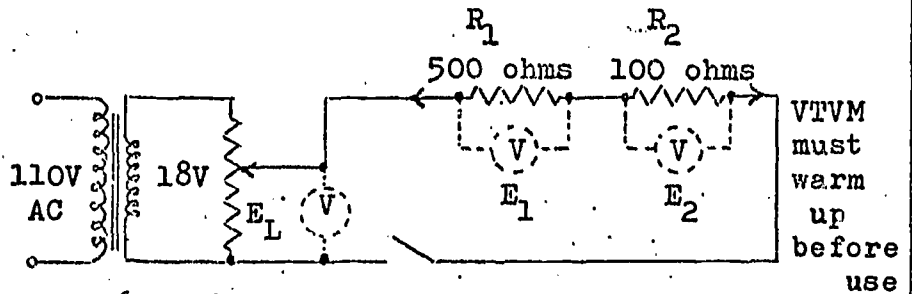 R1 R2
500 ohms 100 ohms
110V
AC
18V
EL
V
V
E1
V
E2
VTVM
must
warm
up
before
use